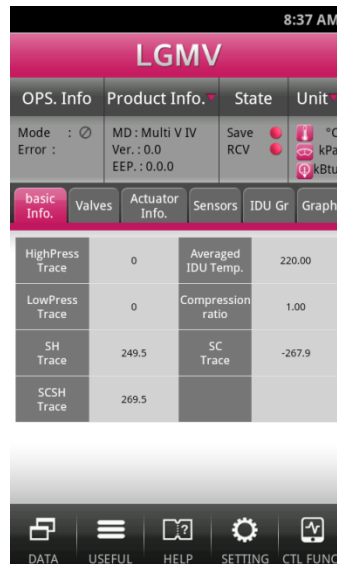 8:37 AM
LGMV
OPS. Info Product Info. State Unit
Mode : MD : Multi V IV Save °C
Error : Ver. : 0.0 RCV kPa
EEP. : 0.0.0 kBtu
basic Info. Valves Actuator Info. Sensors IDU Gr Graph
HighPress Trace 0 Averaged IDU Temp. 220.00
LowPress Trace 0 Compression ratio 1.00
SH Trace 249.5 SC Trace -267.9
SCSH Trace 269.5
DATA USEFUL HELP SETTING CTL FUNC